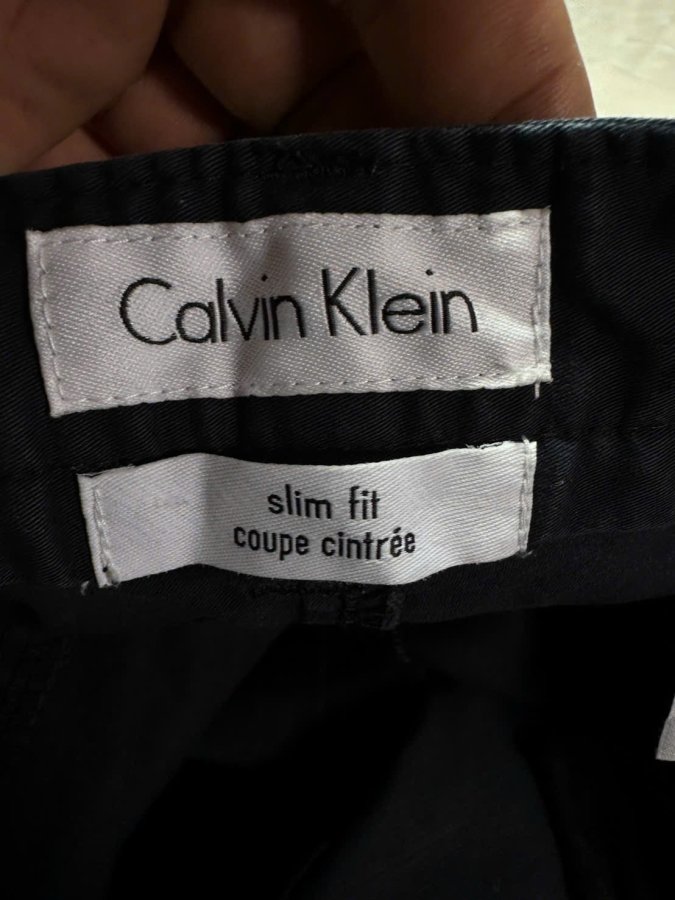 Calvin Klein
slim fit
coupe cintrée